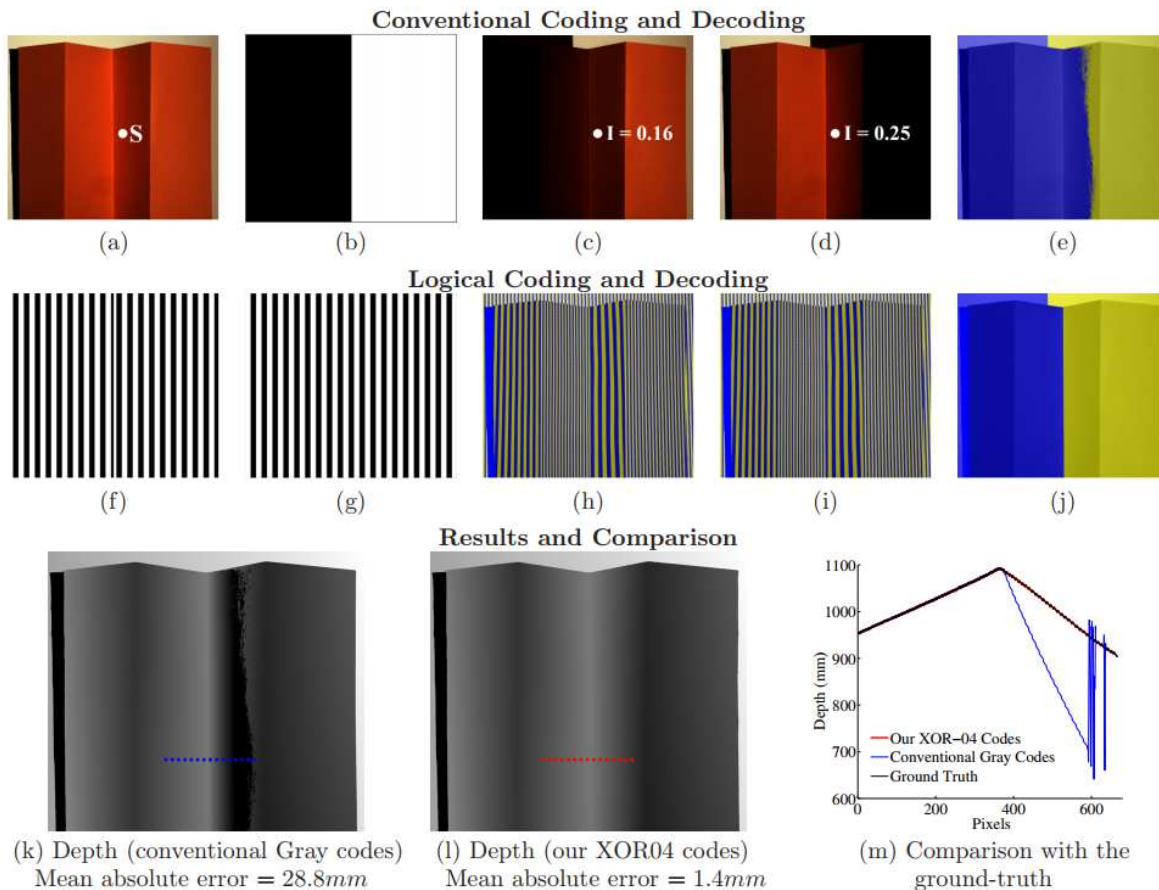 Conventional Coding and Decoding
S
I = 0.16
I = 0.25
(a)
(b)
(c)
(d)
(e)
Logical Coding and Decoding
(f)
(g)
(h)
(i)
(j)
Results and Comparison
1100
1000
900
800
700
600
Depth (mm)
Our XOR−04 Codes
Conventional Gray Codes
Ground Truth
0
200
400
600
Pixels
(k) Depth (conventional Gray codes)
Mean absolute error = 28.8mm
(l) Depth (our XOR04 codes)
Mean absolute error = 1.4mm
(m) Comparison with the
ground-truth